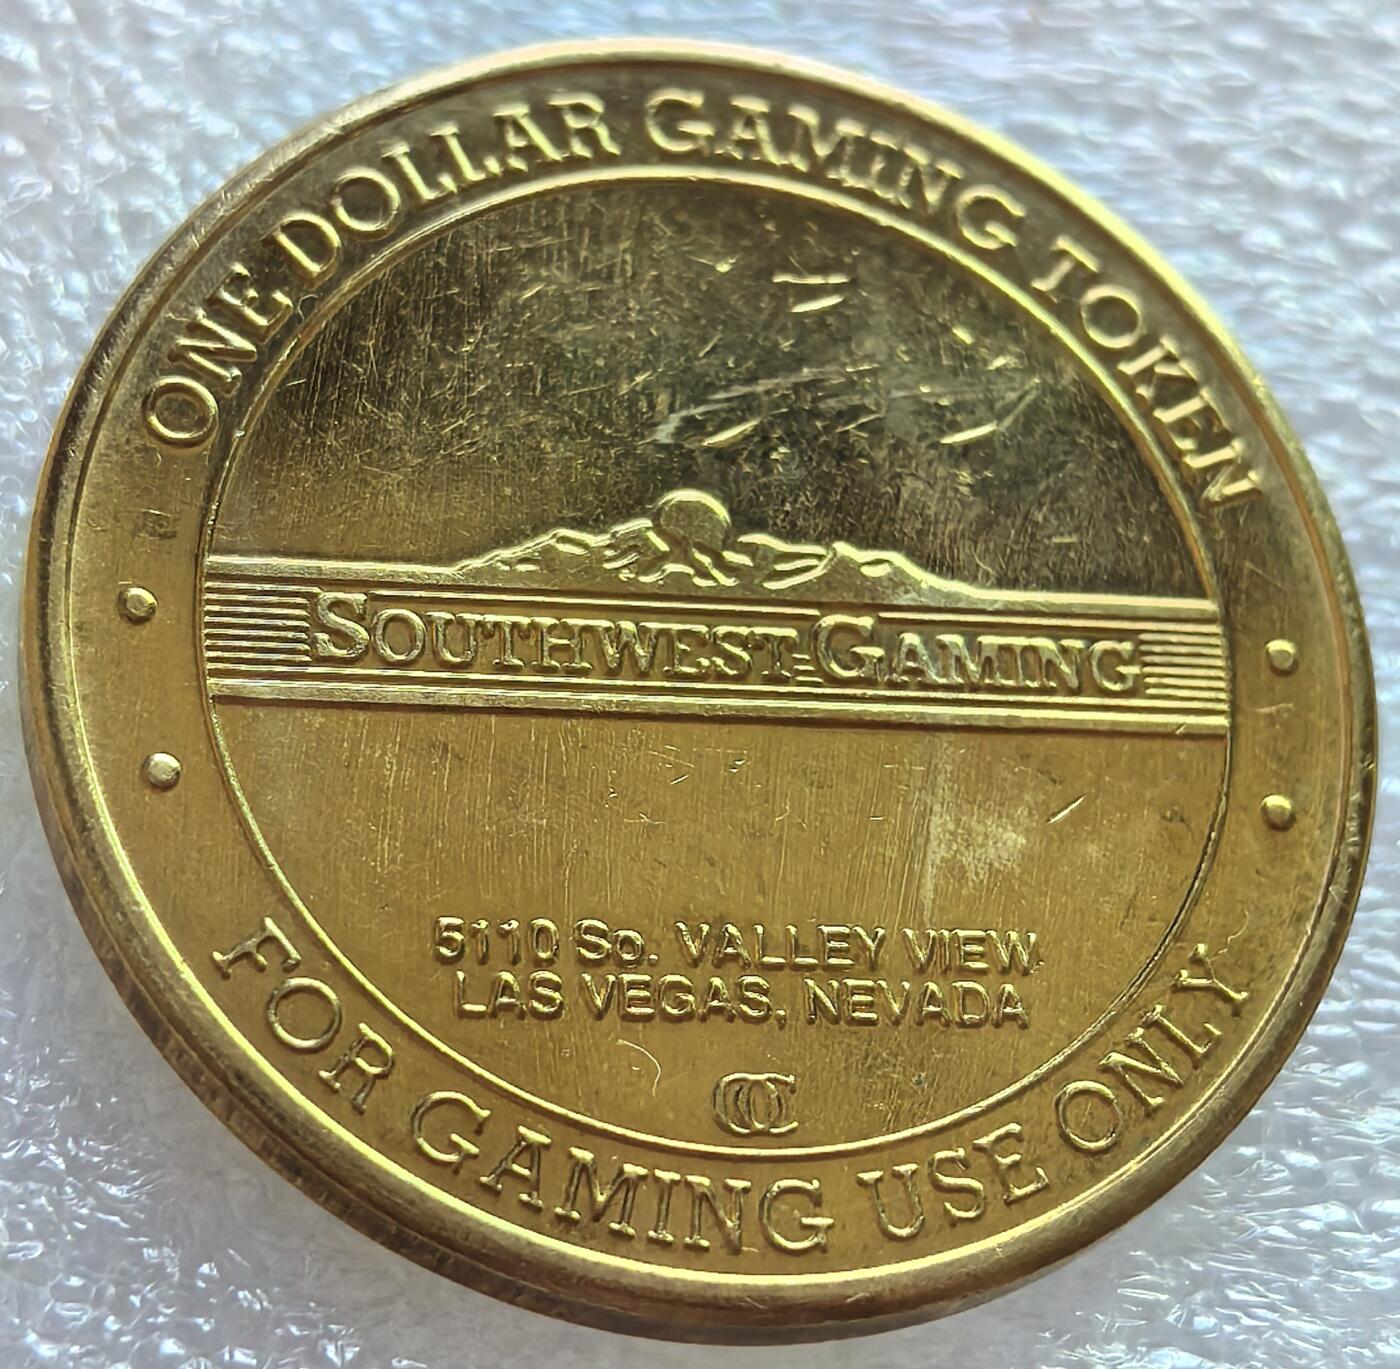 ONE DOLLAR GAMING TOKEN
SOUTHWEST GAMING
5110 So. VALLEY VIEW
LAS VEGAS, NEVADA
FOR GAMING USE ONLY